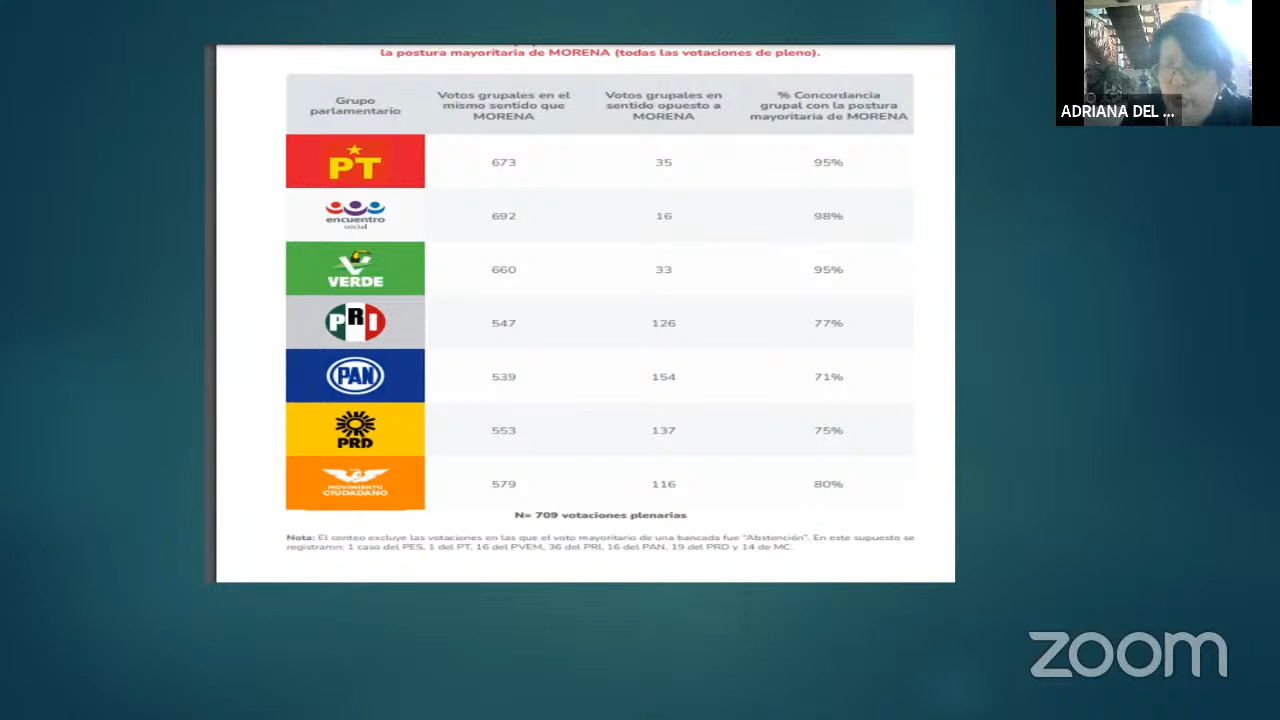 la postura mayoritaria de MORENA (todas las votaciones de pleno).
ADRIANA DEL ...
Grupo
parlamentario
Votos grupales en el
mismo sentido que
MORENA
Votos grupales en
sentido opuesto a
MORENA
% Concordancia
grupal con la postura
mayoritaria de MORENA
PT
673 35 95%
encuentro
social
692 16 98%
VERDE
660 33 95%
PRI
547 126 77%
PAN
539 154 71%
PRD
553 137 75%
MOVIMIENTO
CIUDADANO
579 116 80%
N= 709 votaciones plenarias
Nota: El conteo excluye las votaciones en las que el voto mayoritario de una bancada fue "Abstención". En este supuesto se
registraron: 1 caso del PES, 1 del PT, 16 del PVEM, 36 del PRI, 16 del PAN, 19 del PRD y 14 de MC.
zoom